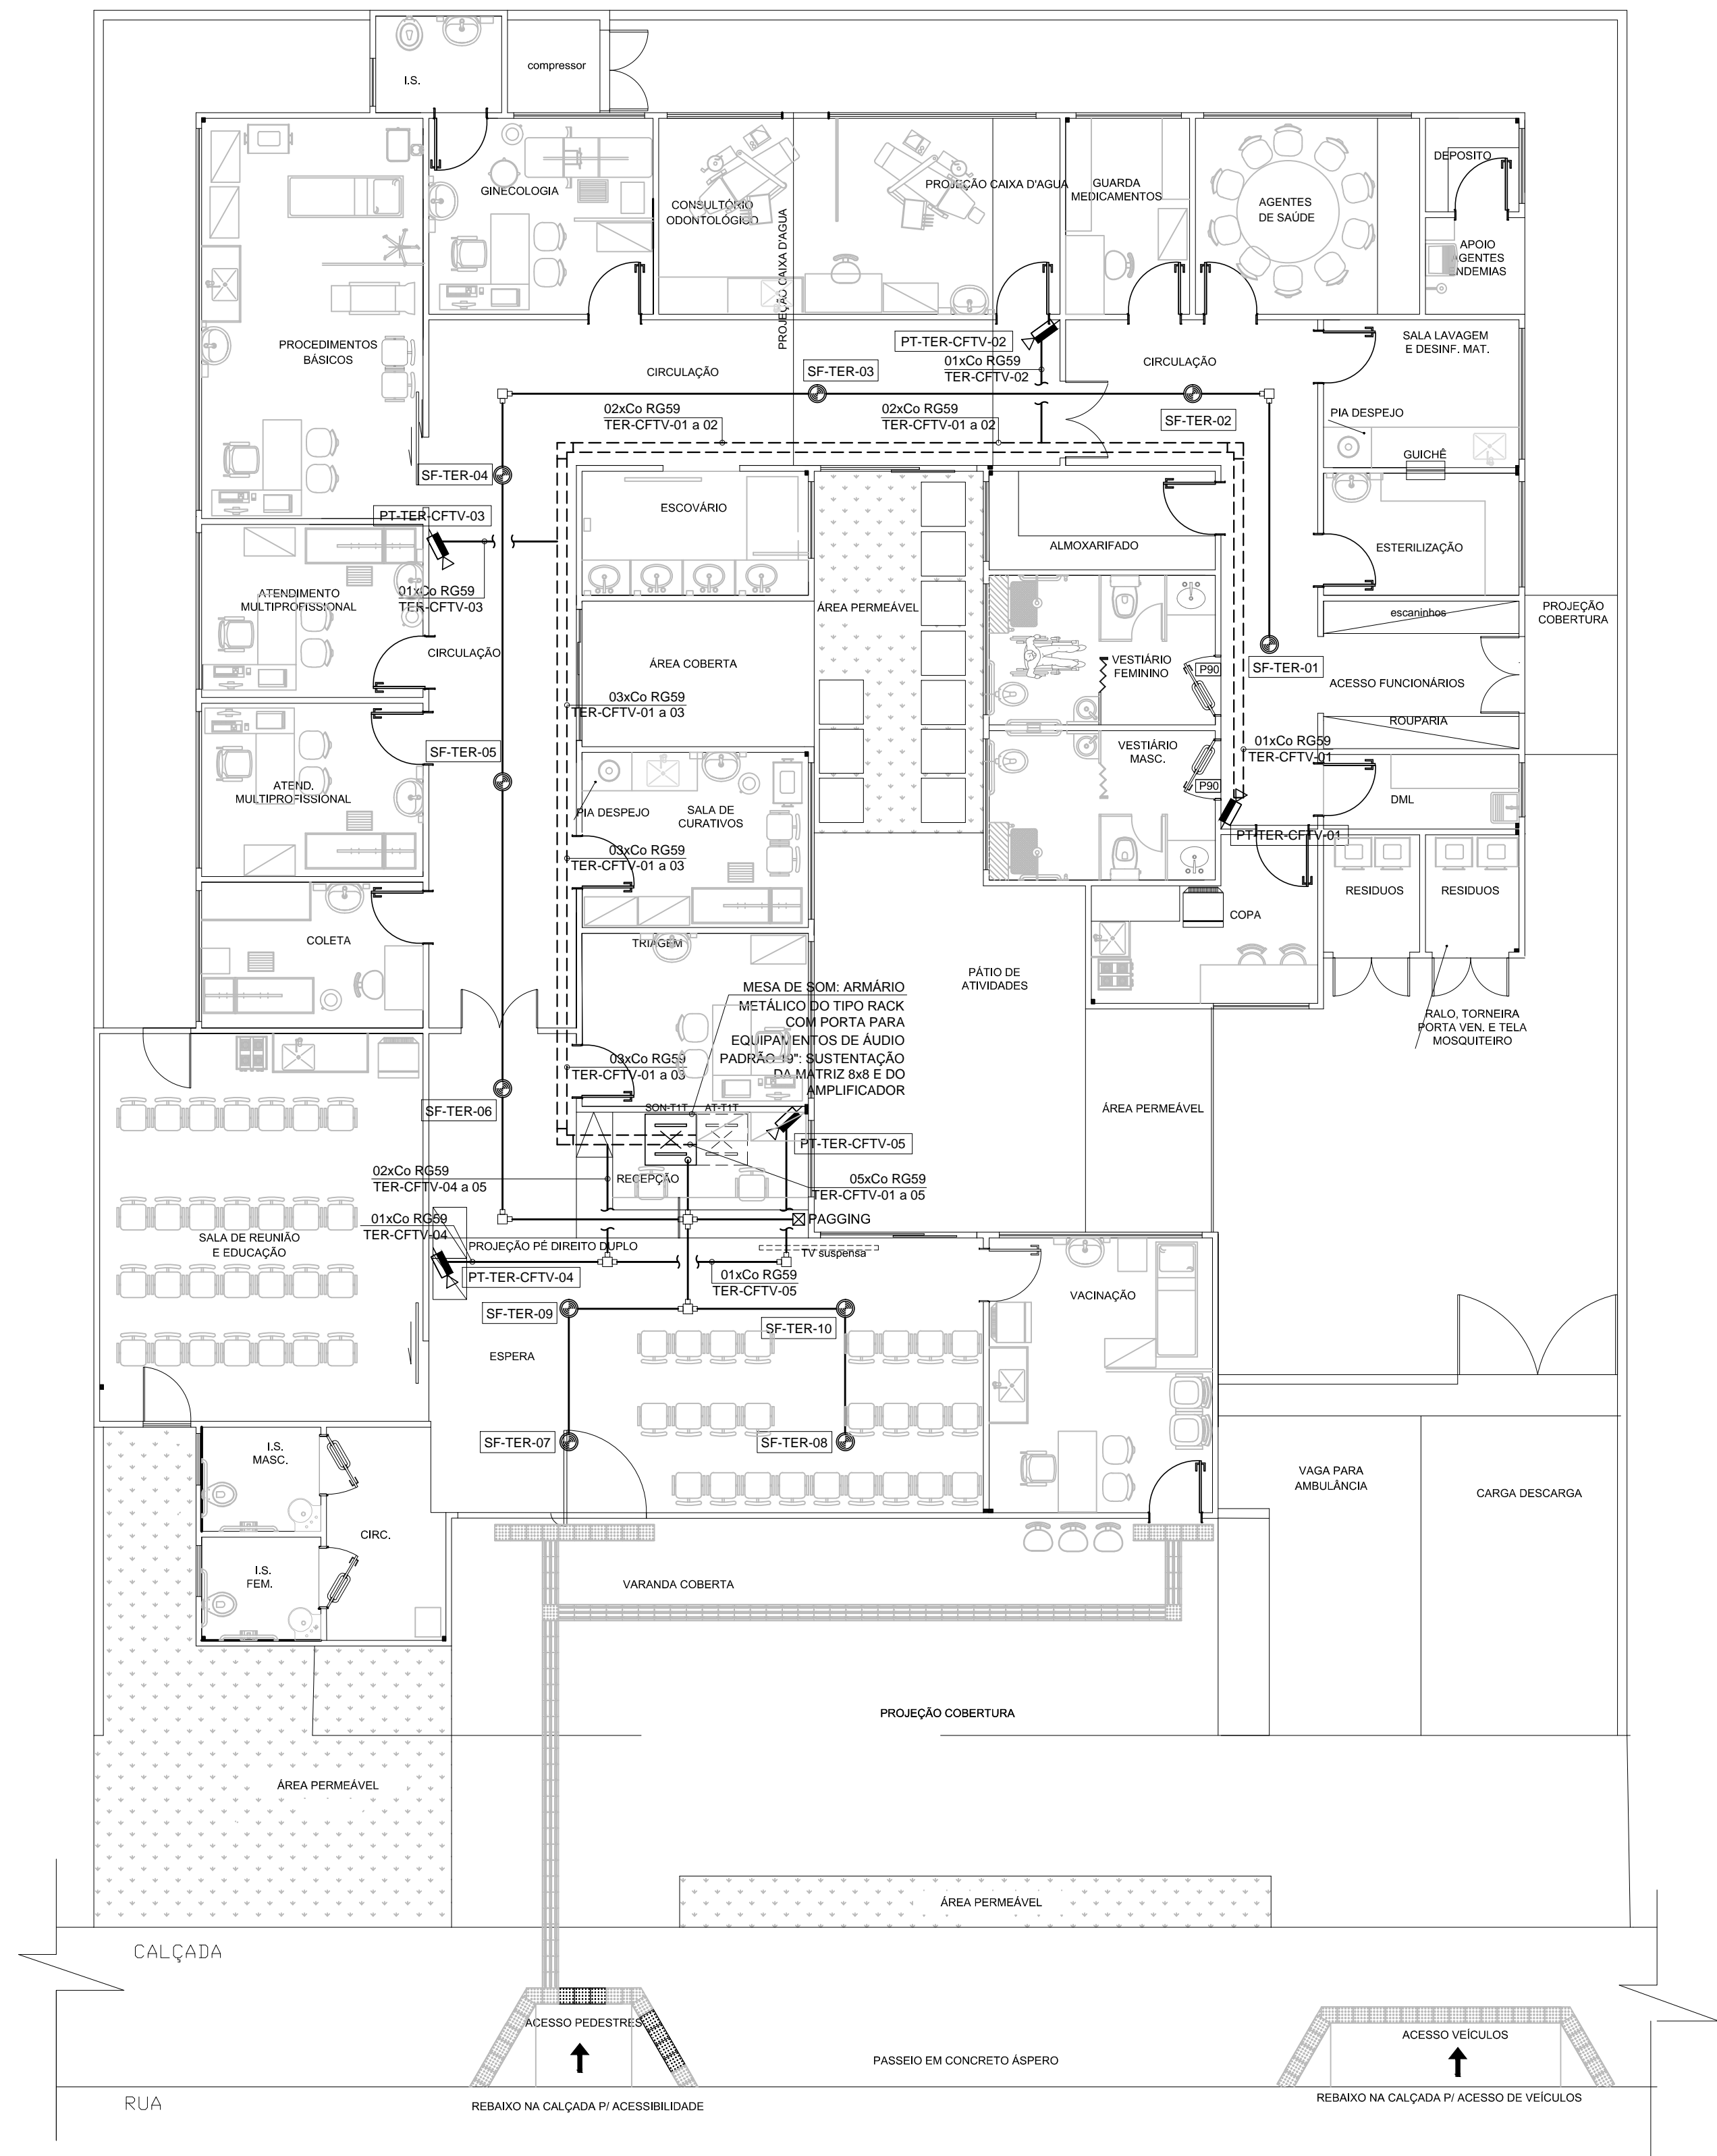 compressor
I.S.
DEPOSITO
GINECOLOGIA
PROJEÇÃO CAIXA D'AGUA
GUARDA
MEDICAMENTOS
CONSULTÓRIO
ODONTOLÓGICO
PROJEÇÃO CAIXA D'AGUA
AGENTES
DE SAÚDE
APOIO
AGENTES
ENDEMIAS
PROCEDIMENTOS
BÁSICOS
PT-TER-CFTV-02
01xCo RG59
TER-CFTV-02
SALA LAVAGEM
E DESINF. MAT.
CIRCULAÇÃO
CIRCULAÇÃO
SF-TER-03
02xCo RG59
TER-CFTV-01 a 02
02xCo RG59
TER-CFTV-01 a 02
SF-TER-02
PIA DESPEJO
GUICHÊ
SF-TER-04
PT-TER-CFTV-03
ESCOVÁRIO
ALMOXARIFADO
ESTERILIZAÇÃO
01xCo RG59
TER-CFTV-03
ATENDIMENTO
MULTIPROFISSIONAL
ÁREA PERMEÁVEL
escaninhos
PROJEÇÃO
COBERTURA
CIRCULAÇÃO
ÁREA COBERTA
VESTIÁRIO
FEMININO
P90
SF-TER-01
ACESSO FUNCIONÁRIOS
03xCo RG59
TER-CFTV-01 a 03
ROUPARIA
SF-TER-05
VESTIÁRIO
MASC.
01xCo RG59
TER-CFTV-01
P90
ATEND.
MULTIPROFISSIONAL
PIA DESPEJO
SALA DE
CURATIVOS
DML
PT-TER-CFTV-01
03xCo RG59
TER-CFTV-01 a 03
RESIDUOS
RESIDUOS
COPA
COLETA
TRIAGEM
PÁTIO DE
ATIVIDADES
MESA DE SOM: ARMÁRIO
METÁLICO DO TIPO RACK
COM PORTA PARA
EQUIPAMENTOS DE ÁUDIO
PADRÃO 19": SUSTENTAÇÃO
DA MATRIZ 8x8 E DO
AMPLIFICADOR
RALO, TORNEIRA
PORTA VEN. E TELA
MOSQUITEIRO
03xCo RG59
TER-CFTV-01 a 03
SF-TER-06
SON-T1T
AT-T1T
ÁREA PERMEÁVEL
PT-TER-CFTV-05
02xCo RG59
TER-CFTV-04 a 05
RECEPÇÃO
05xCo RG59
TER-CFTV-01 a 05
01xCo RG59
TER-CFTV-04
PAGGING
SALA DE REUNIÃO
E EDUCAÇÃO
PROJEÇÃO PÉ DIREITO DUPLO
TV suspensa
PT-TER-CFTV-04
01xCo RG59
TER-CFTV-05
VACINAÇÃO
SF-TER-09
SF-TER-10
ESPERA
SF-TER-07
SF-TER-08
I.S.
MASC.
VAGA PARA
AMBULÂNCIA
CARGA DESCARGA
CIRC.
I.S.
FEM.
VARANDA COBERTA
PROJEÇÃO COBERTURA
ÁREA PERMEÁVEL
ÁREA PERMEÁVEL
CALÇADA
ACESSO PEDESTRES
ACESSO VEÍCULOS
PASSEIO EM CONCRETO ÁSPERO
RUA
REBAIXO NA CALÇADA P/ ACESSIBILIDADE
REBAIXO NA CALÇADA P/ ACESSO DE VEÍCULOS